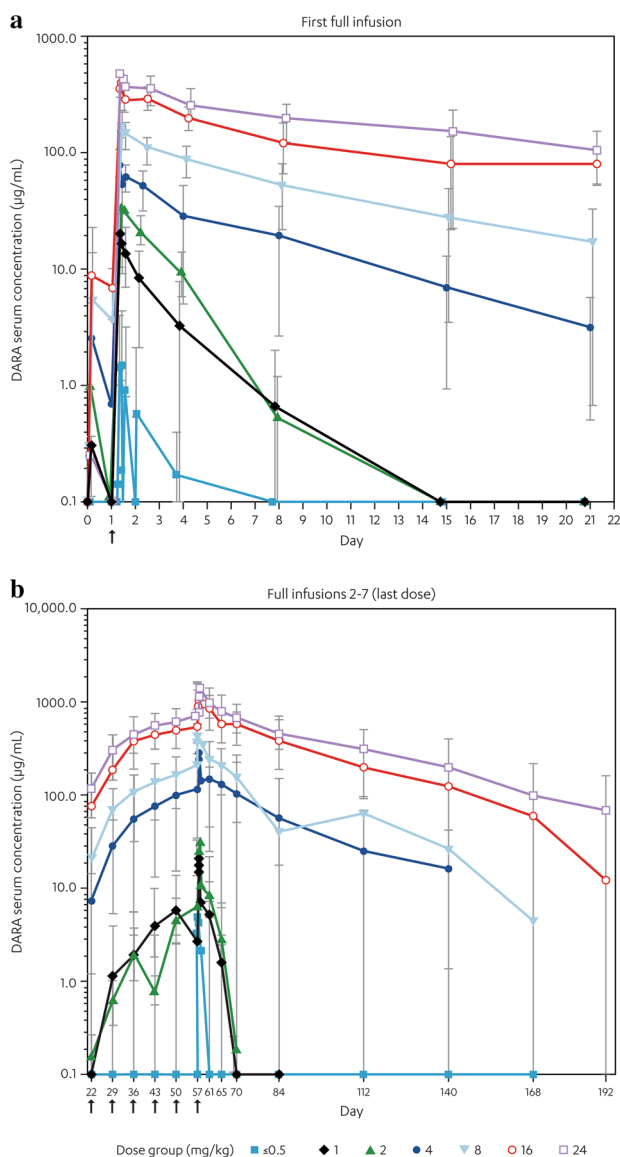 a
First full infusion
DARA serum concentration (µg/mL)
1000.0
100.0
10.0
1.0
0.1
0 1 2 3 4 5 6 7 8 9 10 11 12 13 14 15 16 17 18 19 20 21 22
Day
b
Full infusions 2-7 (last dose)
DARA serum concentration (µg/mL)
10,000.0
1000.0
100.0
10.0
1.0
0.1
22 29 36 43 50 57 61 65 70 84 112 140 168 192
Day
Dose group (mg/kg) ≤0.5 1 2 4 8 16 24